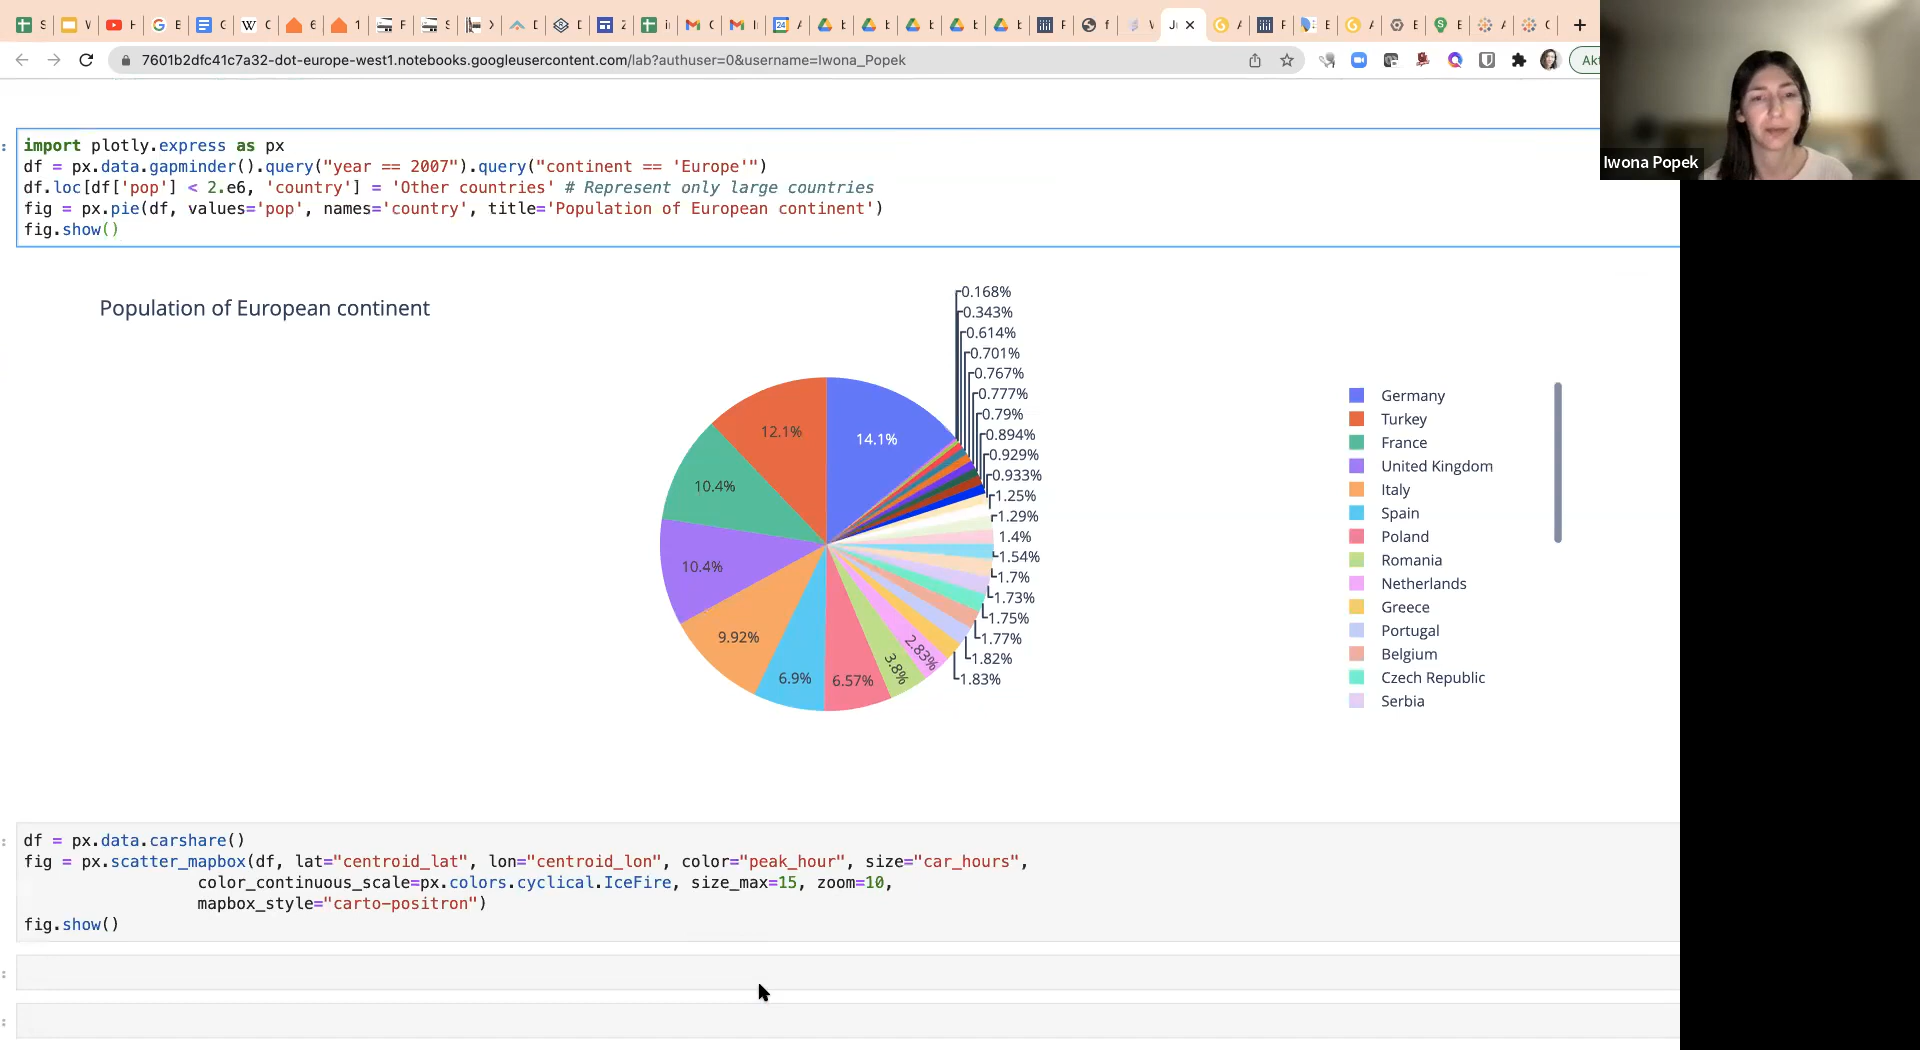 7601b2dfc41c7a32-dot-europe-west1.notebooks.googleusercontent.com/lab?authuser=0&username=Iwona_Popek
Iwona Popek
import plotly.express as px
df = px.data.gapminder().query("year == 2007").query("continent == 'Europe'")
df.loc[df['pop'] < 2.e6, 'country'] = 'Other countries' # Represent only large countries
fig = px.pie(df, values='pop', names='country', title='Population of European continent')
fig.show()
Population of European continent
0.168%
0.343%
0.614%
0.701%
0.767%
0.777%
0.79%
0.894%
0.929%
0.933%
1.25%
1.29%
1.4%
1.54%
1.7%
1.73%
1.75%
1.77%
1.82%
1.83%
12.1%
14.1%
10.4%
10.4%
9.92%
6.9%
6.57%
3.8%
2.83%
Germany
Turkey
France
United Kingdom
Italy
Spain
Poland
Romania
Netherlands
Greece
Portugal
Belgium
Czech Republic
Serbia
df = px.data.carshare()
fig = px.scatter_mapbox(df, lat="centroid_lat", lon="centroid_lon", color="peak_hour", size="car_hours",
color_continuous_scale=px.colors.cyclical.IceFire, size_max=15, zoom=10,
mapbox_style="carto-positron")
fig.show()